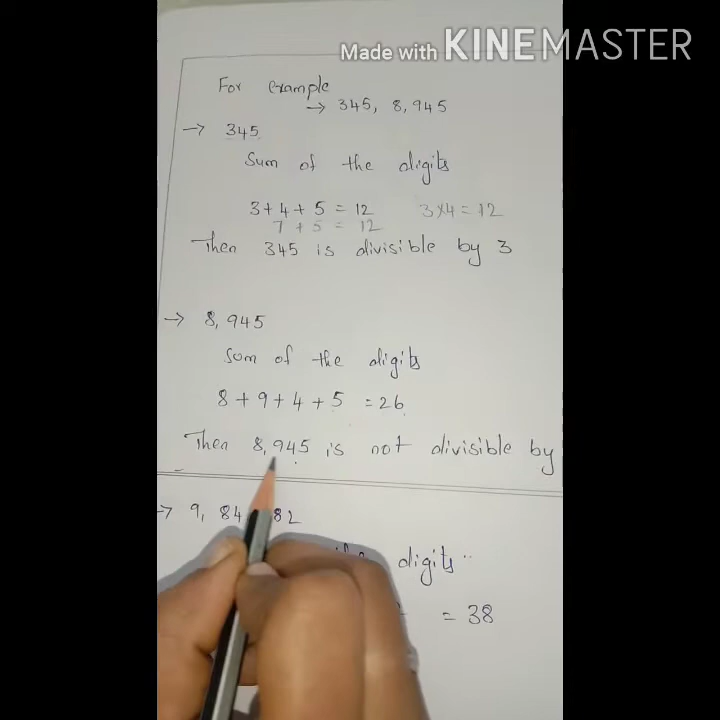 Made with KINEMASTER
For example
→ 345, 8,945
→ 345
Sum of the digits
3+4+5 = 12 3×4=12
7+5 = 12
Then 345 is divisible by 3
→ 8,945
Sum of the digits
8+9+4+5 =26
Then 8,945 is not divisible by
→ 9, 84 82
the digits
= 38